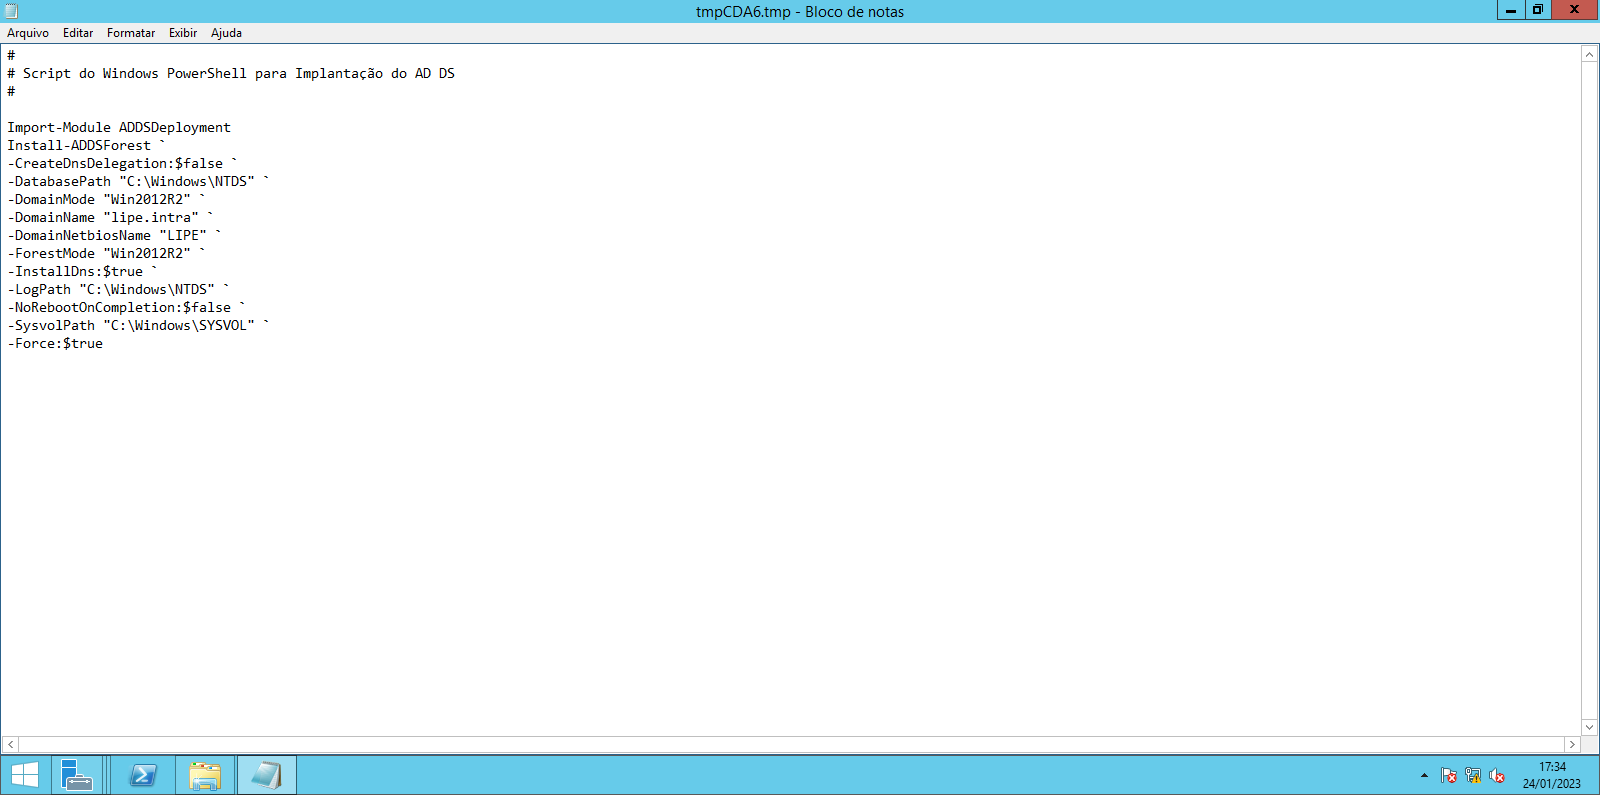 tmpCDA6.tmp - Bloco de notas
Arquivo Editar Formatar Exibir Ajuda
#
# Script do Windows PowerShell para Implantação do AD DS
#
Import-Module ADDSDeployment
Install-ADDSForest `
-CreateDnsDelegation:$false `
-DatabasePath "C:\Windows\NTDS" `
-DomainMode "Win2012R2" `
-DomainName "lipe.intra" `
-DomainNetbiosName "LIPE" `
-ForestMode "Win2012R2" `
-InstallDns:$true `
-LogPath "C:\Windows\NTDS" `
-NoRebootOnCompletion:$false `
-SysvolPath "C:\Windows\SYSVOL" `
-Force:$true
17:34
24/01/2023